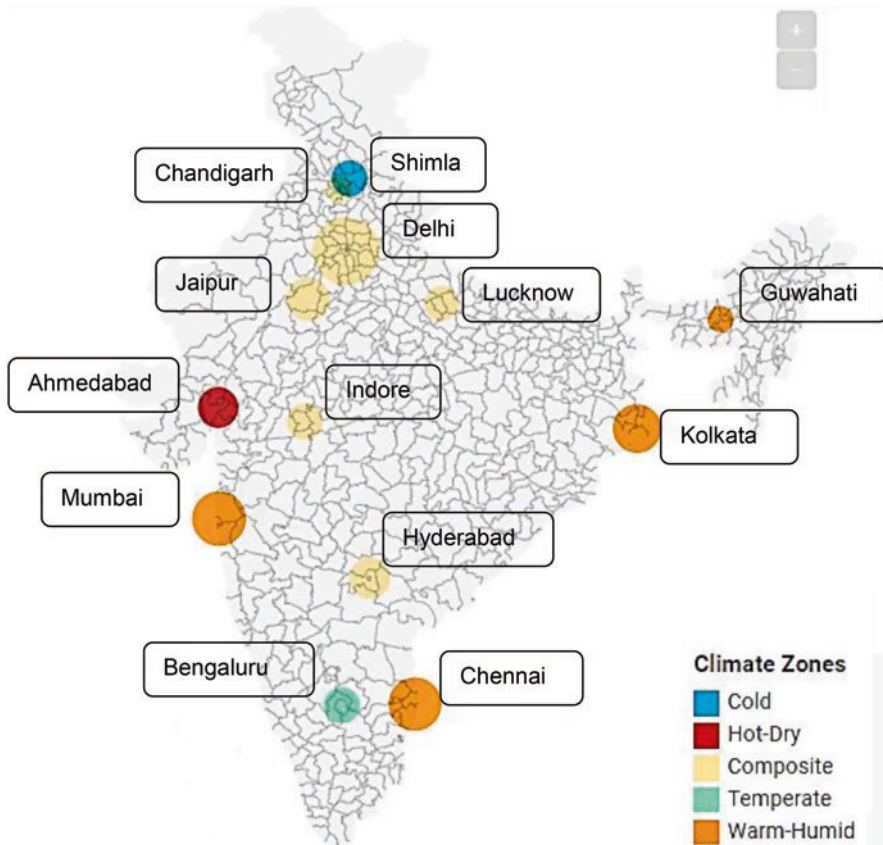 +
−
Chandigarh
Shimla
Delhi
Jaipur
Lucknow
Guwahati
Ahmedabad
Indore
Kolkata
Mumbai
Hyderabad
Bengaluru
Chennai
Climate Zones
Cold
Hot-Dry
Composite
Temperate
Warm-Humid